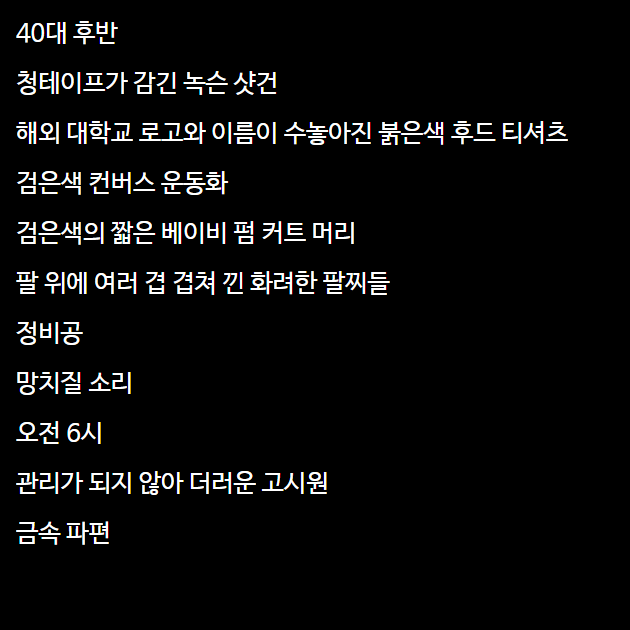 40대 후반
청테이프가 감긴 녹슨 샷건
해외 대학교 로고와 이름이 수놓아진 붉은색 후드 티셔츠
검은색 컨버스 운동화
검은색의 짧은 베이비 펌 커트 머리
팔 위에 여러 겹 겹쳐 낀 화려한 팔찌들
정비공
망치질 소리
오전 6시
관리가 되지 않아 더러운 고시원
금속 파편